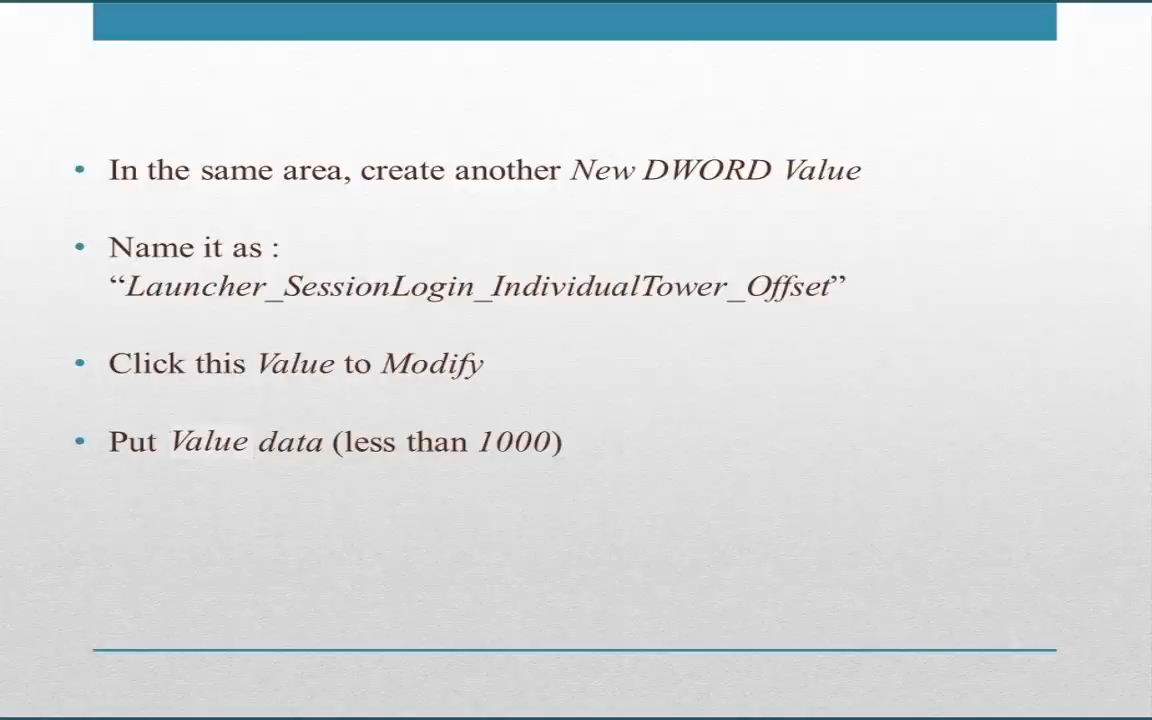 • In the same area, create another New DWORD Value
• Name it as :
“Launcher_SessionLogin_IndividualTower_Offset”
• Click this Value to Modify
• Put Value data (less than 1000)